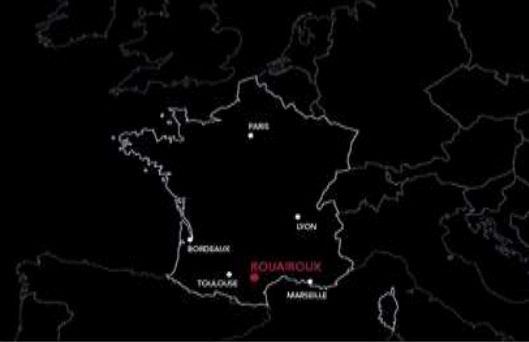 PARIS
LYON
BORDEAUX
ROUAIROUX
TOULOUSE
MARSEILLE